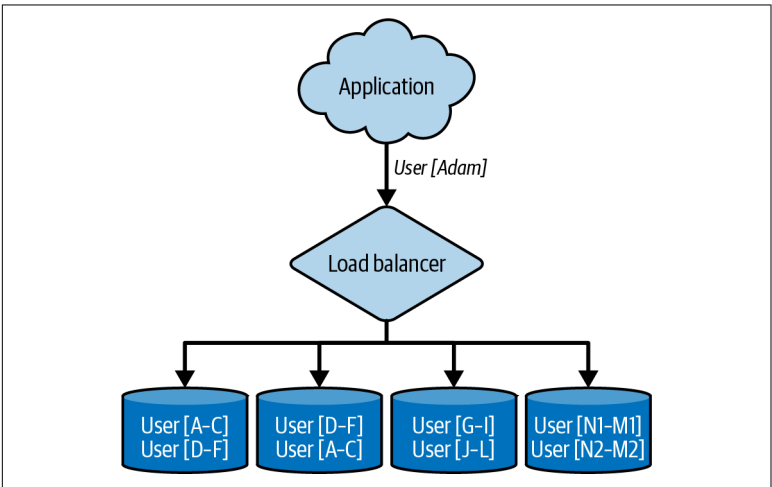 Application
User [Adam]
Load balancer
User [A–C]
User [D–F]
User [D–F]
User [A–C]
User [G–I]
User [J–L]
User [N1–M1]
User [N2–M2]